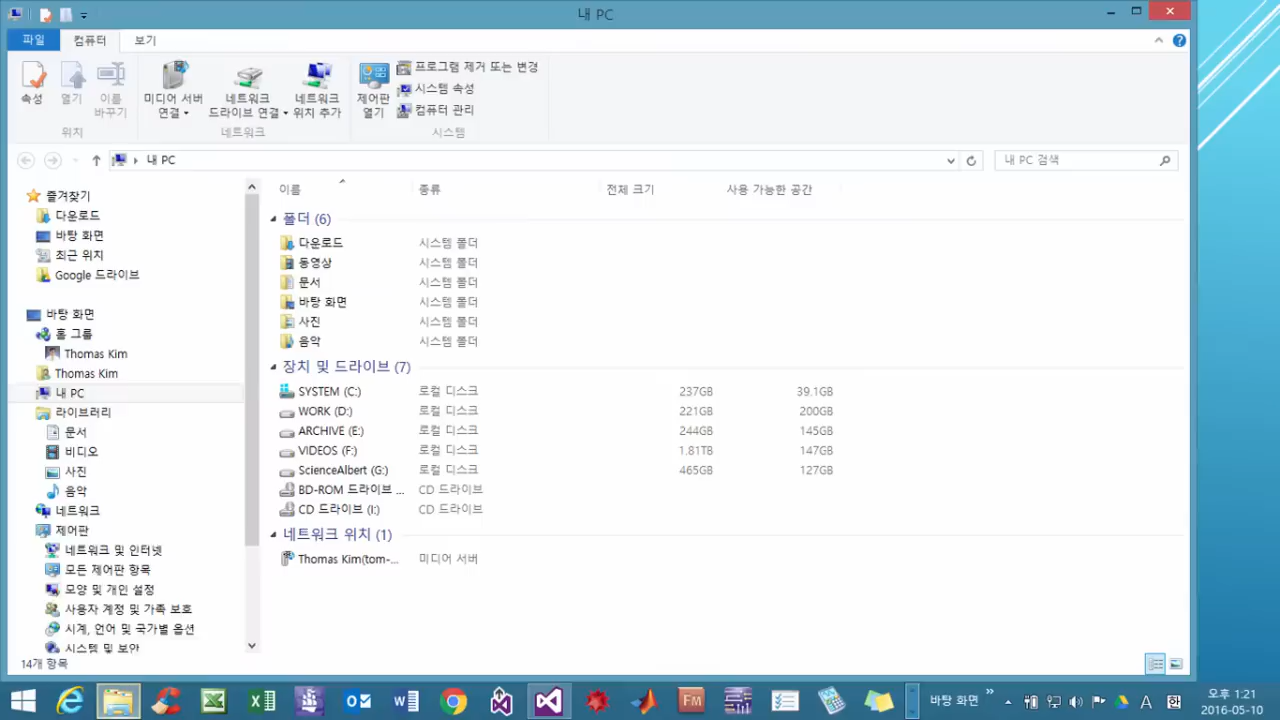 내 PC
파일
컴퓨터
보기
속성
열기
이름 바꾸기
미디어 서버 연결
네트워크 드라이브 연결
네트워크 위치 추가
제어판 열기
프로그램 제거 또는 변경
시스템 속성
컴퓨터 관리
위치
네트워크
시스템
내 PC
내 PC 검색
즐겨찾기
다운로드
바탕 화면
최근 위치
Google 드라이브
바탕 화면
홈 그룹
Thomas Kim
Thomas Kim
내 PC
라이브러리
문서
비디오
사진
음악
네트워크
제어판
네트워크 및 인터넷
모든 제어판 항목
모양 및 개인 설정
사용자 계정 및 가족 보호
시계, 언어 및 국가별 옵션
시스템 및 보안
이름 종류 전체 크기 사용 가능한 공간
폴더 (6)
다운로드 시스템 폴더
동영상 시스템 폴더
문서 시스템 폴더
바탕 화면 시스템 폴더
사진 시스템 폴더
음악 시스템 폴더
장치 및 드라이브 (7)
SYSTEM (C:) 로컬 디스크 237GB 39.1GB
WORK (D:) 로컬 디스크 221GB 200GB
ARCHIVE (E:) 로컬 디스크 244GB 145GB
VIDEOS (F:) 로컬 디스크 1.81TB 147GB
ScienceAlbert (G:) 로컬 디스크 465GB 127GB
BD-ROM 드라이브 ... CD 드라이브
CD 드라이브 (I:) CD 드라이브
네트워크 위치 (1)
Thomas Kim(tom-... 미디어 서버
14개 항목
FM
바탕 화면
A
한
오후 1:21
2016-05-10